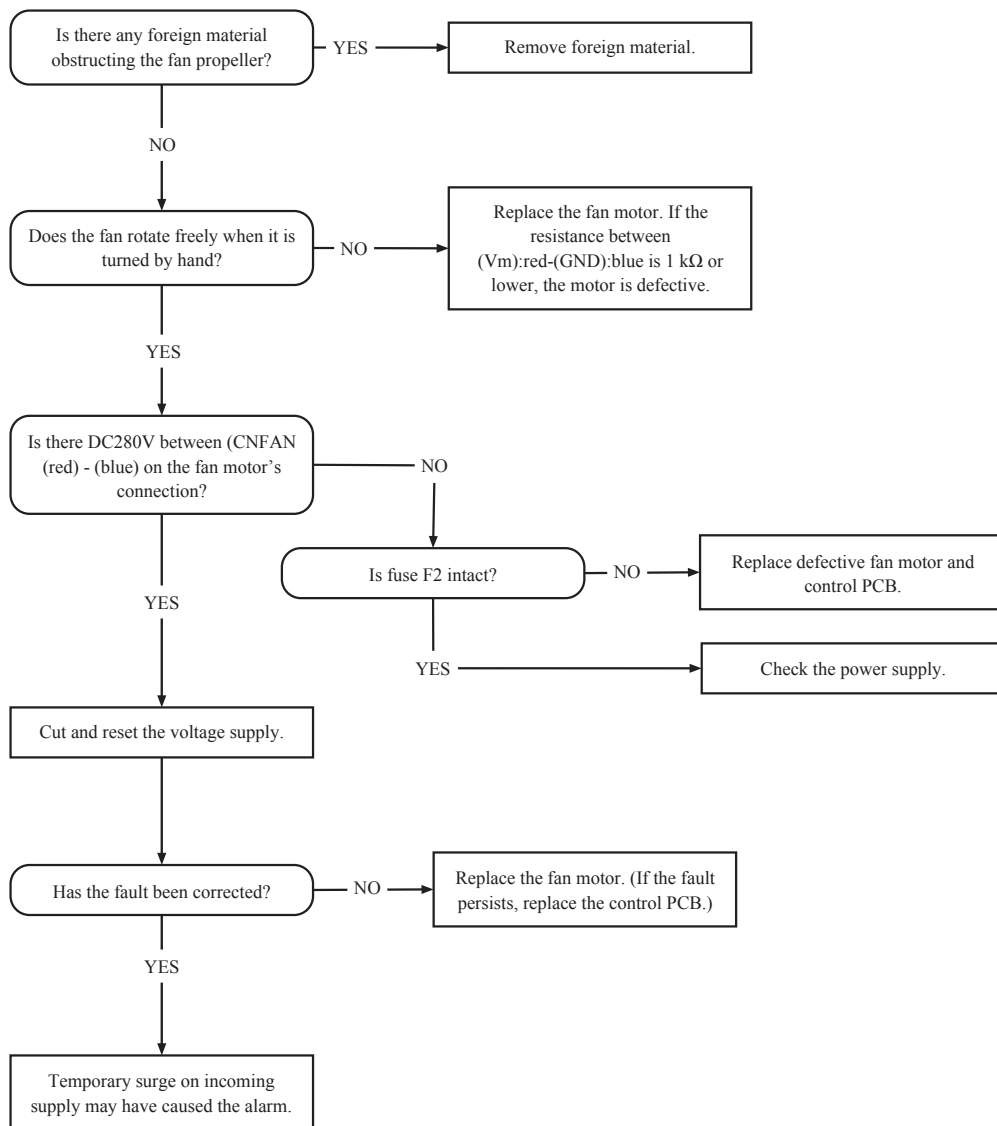 Is there any foreign material
obstructing the fan propeller?
YES
Remove foreign material.
NO
Does the fan rotate freely when it is
turned by hand?
NO
Replace the fan motor. If the
resistance between
(Vm):red-(GND):blue is 1 kΩ or
lower, the motor is defective.
YES
Is there DC280V between (CNFAN
(red) - (blue) on the fan motor’s
connection?
NO
Is fuse F2 intact?
NO
Replace defective fan motor and
control PCB.
YES
YES
Check the power supply.
Cut and reset the voltage supply.
Has the fault been corrected?
NO
Replace the fan motor. (If the fault
persists, replace the control PCB.)
YES
Temporary surge on incoming
supply may have caused the alarm.